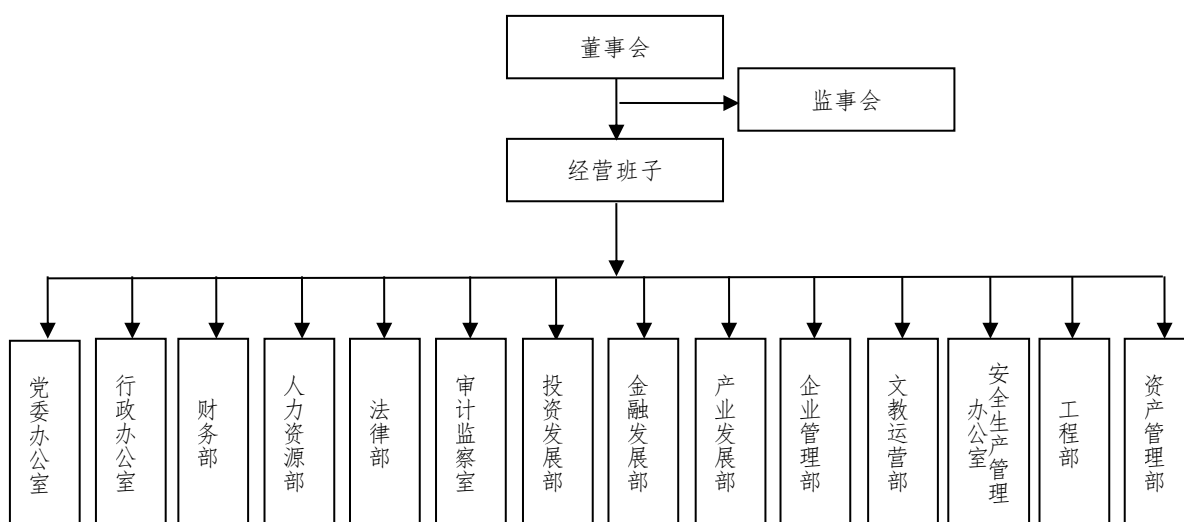 董事会
监事会
经营班子
党委办公室
行政办公室
财务部
人力资源部
法律部
审计监察室
投资发展部
金融发展部
产业发展部
企业管理部
文教运营部
安全生产管理
办公室
工程部
资产管理部